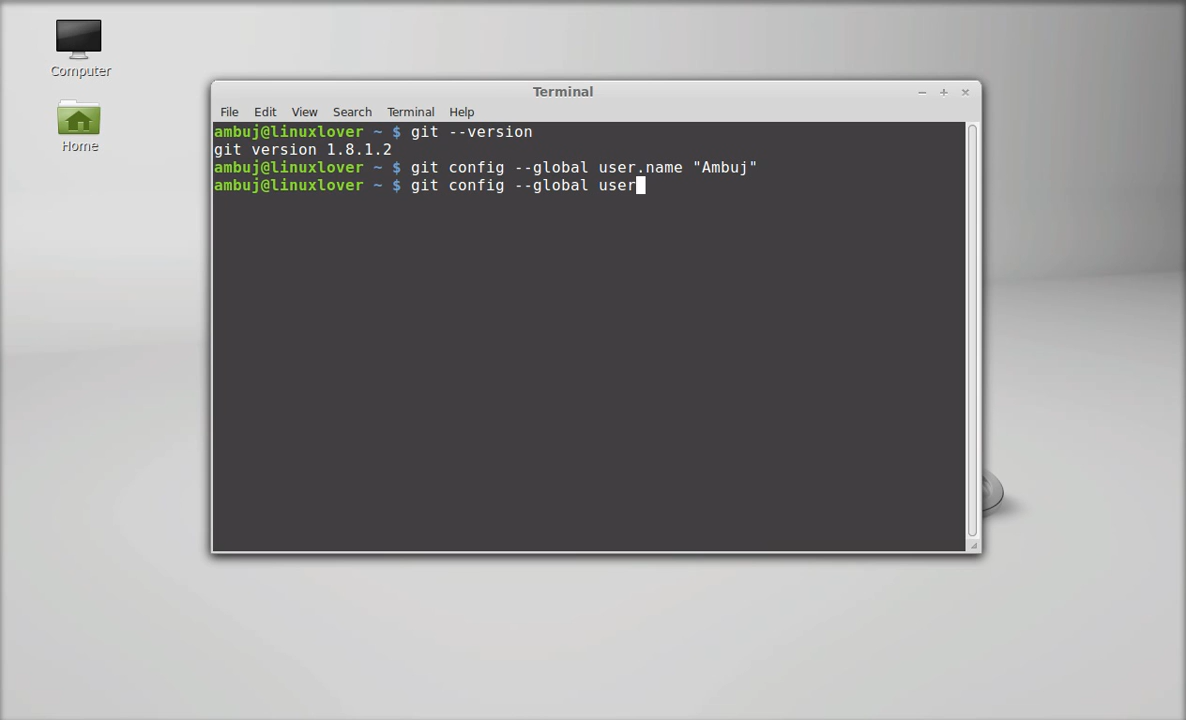 Computer
Home
Terminal
File Edit View Search Terminal Help
ambuj@linuxlover ~ $ git --version
git version 1.8.1.2
ambuj@linuxlover ~ $ git config --global user.name "Ambuj"
ambuj@linuxlover ~ $ git config --global user